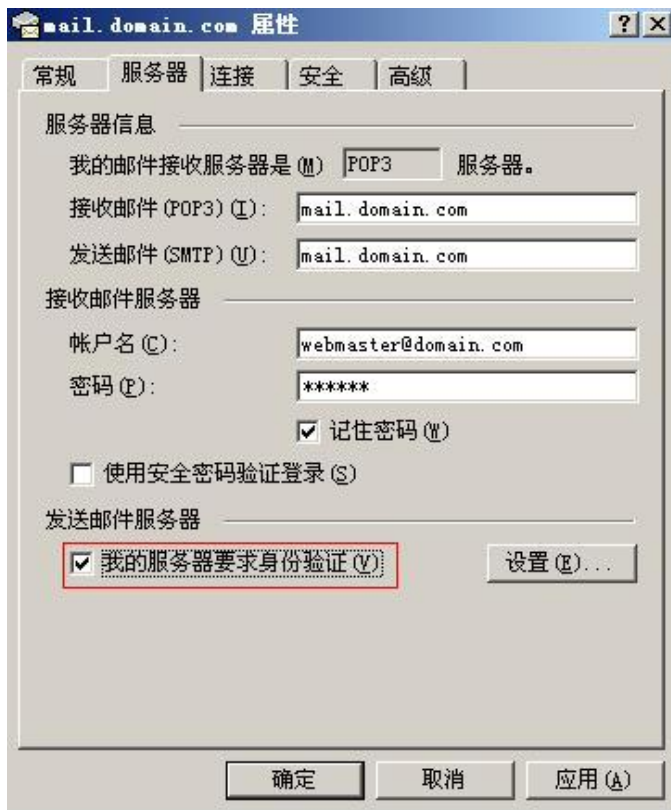 mail.domain.com 属性
常规 服务器 连接 安全 高级
服务器信息
我的邮件接收服务器是(M) POP3 服务器。
接收邮件(POP3)(I): mail.domain.com
发送邮件(SMTP)(U): mail.domain.com
接收邮件服务器
帐户名(C): webmaster@domain.com
密码(P): ******
记住密码(W)
使用安全密码验证登录(S)
发送邮件服务器
我的服务器要求身份验证(V) 设置(E)...
确定 取消 应用(A)